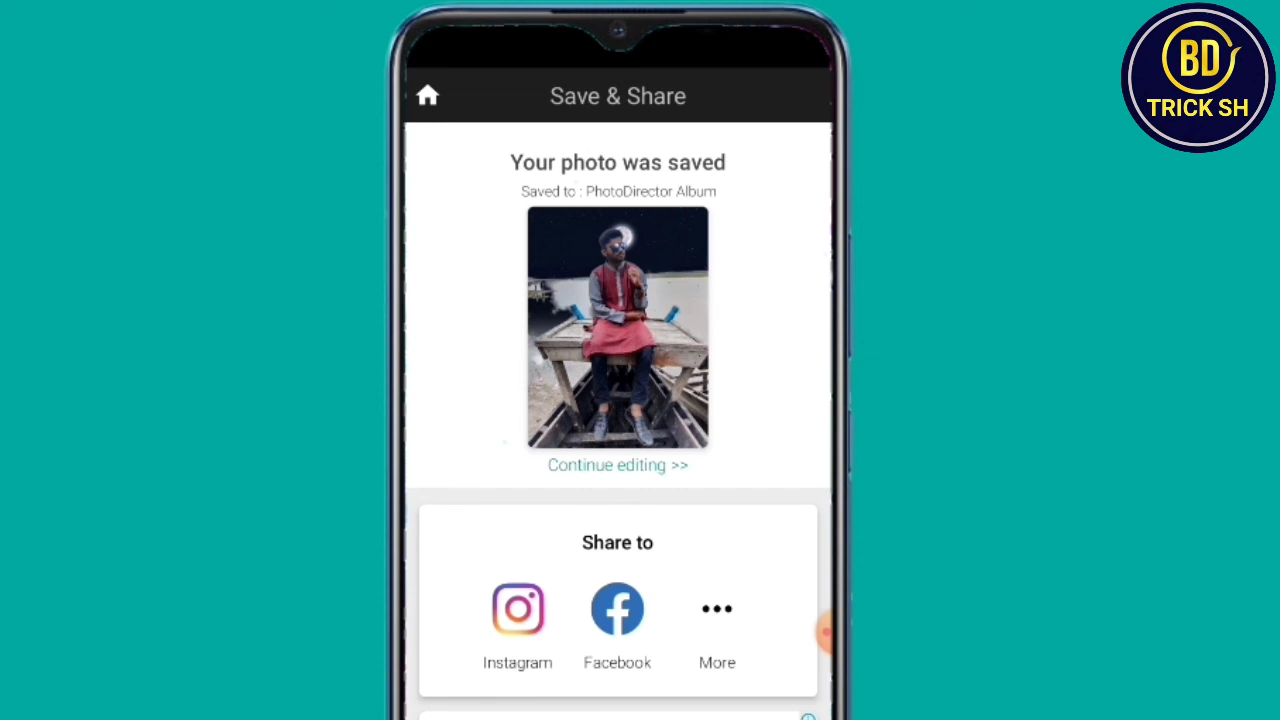 BD
TRICK SH
Save & Share
Your photo was saved
Saved to : PhotoDirector Album
Continue editing >>
Share to
Instagram
Facebook
More